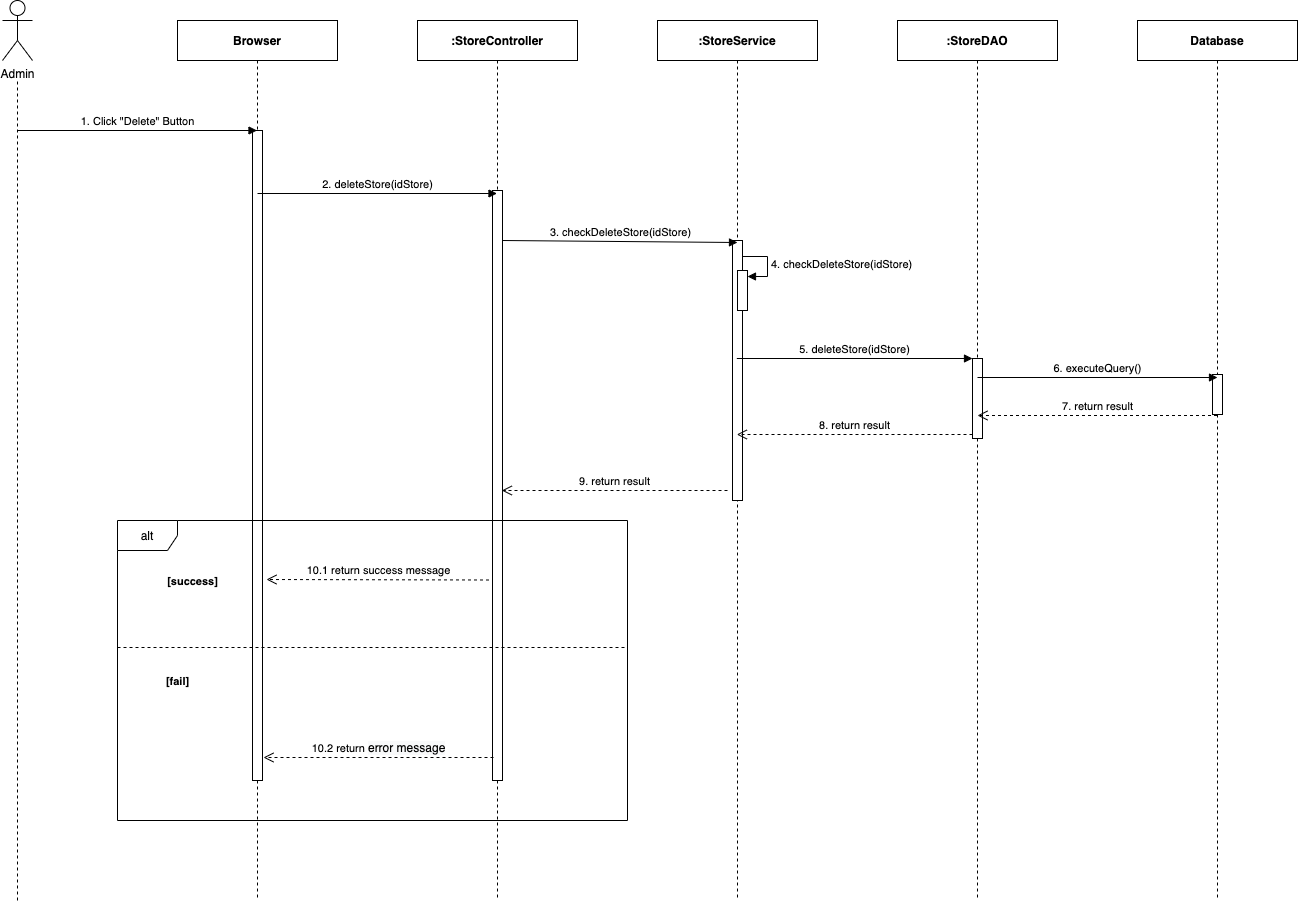 Admin
Browser
:StoreController
:StoreService
:StoreDAO
Database
1. Click "Delete" Button
2. deleteStore(idStore)
3. checkDeleteStore(idStore)
4. checkDeleteStore(idStore)
5. deleteStore(idStore)
6. executeQuery()
7. return result
8. return result
9. return result
alt
10.1 return success message
[success]
[fail]
10.2 return error message